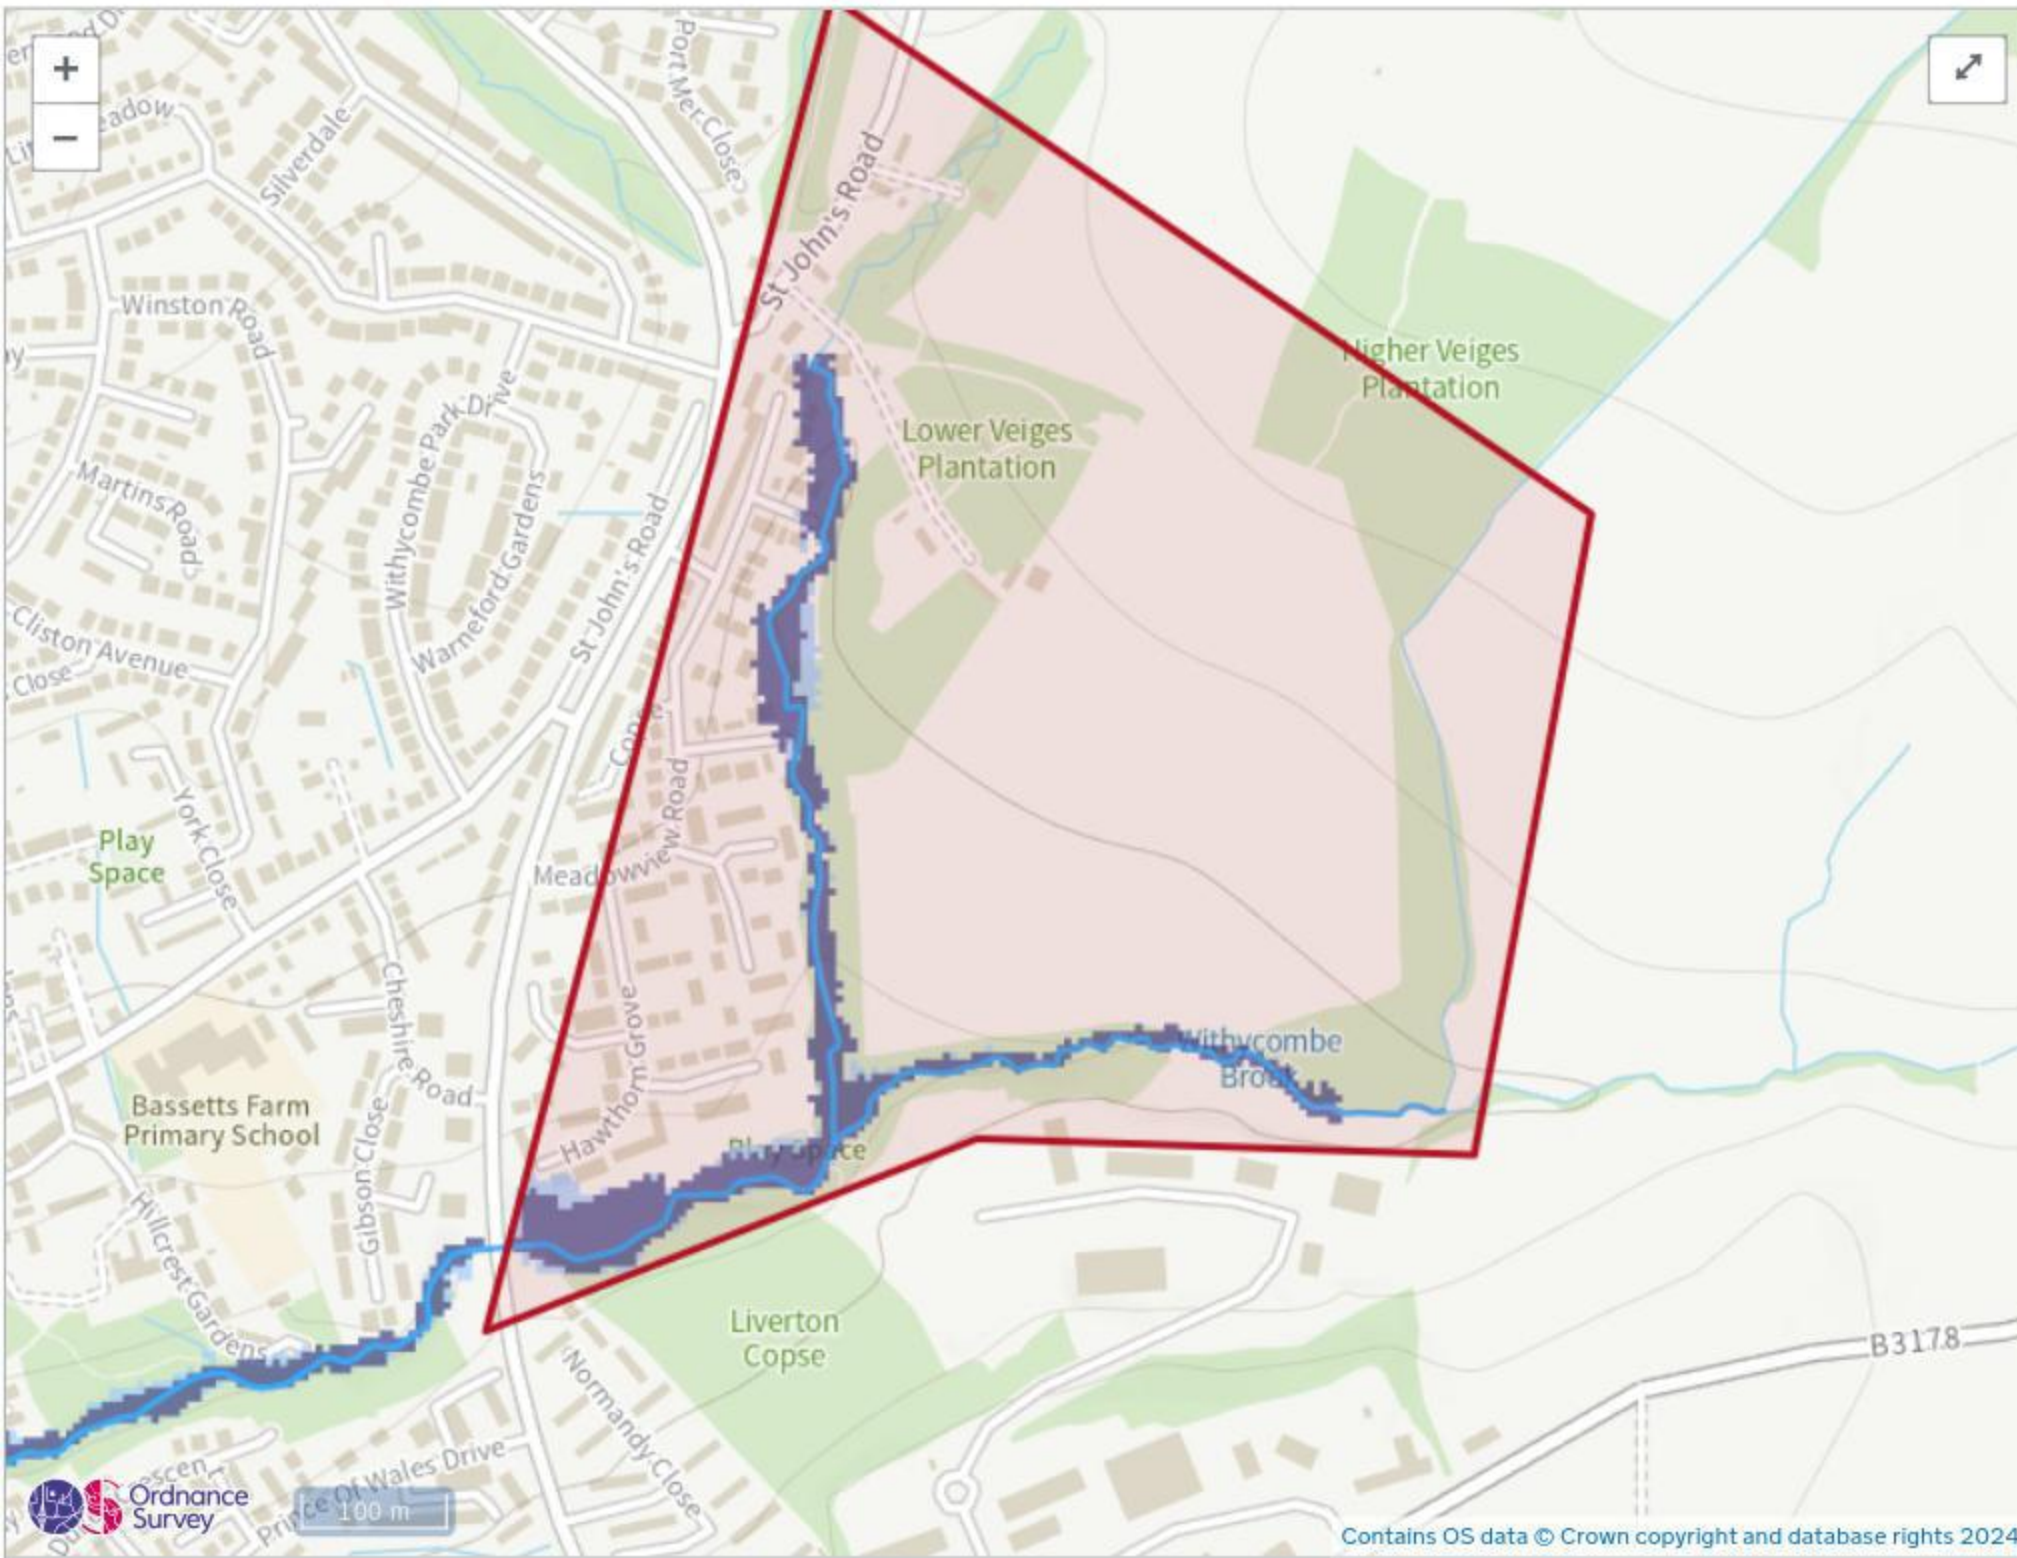 +
−
Port Mer Close
Silverdale
St John's Road
Winston Road
Higher Veiges
Plantation
Withycombe Park Drive
Lower Veiges
Plantation
Martins Road
Warneford Gardens
St John's Road
Cliston Avenue
Close
Meadowview Road
York Close
Play
Space
Cheshire Road
Hawthorn Grove
Withycombe
Brook
Bassetts Farm
Primary School
Gibson Close
Play Space
Hillcrest Gardens
Liverton
Copse
B3178
Normandy Close
Prince Of Wales Drive
Ordnance
Survey
100 m
Contains OS data © Crown copyright and database rights 2024